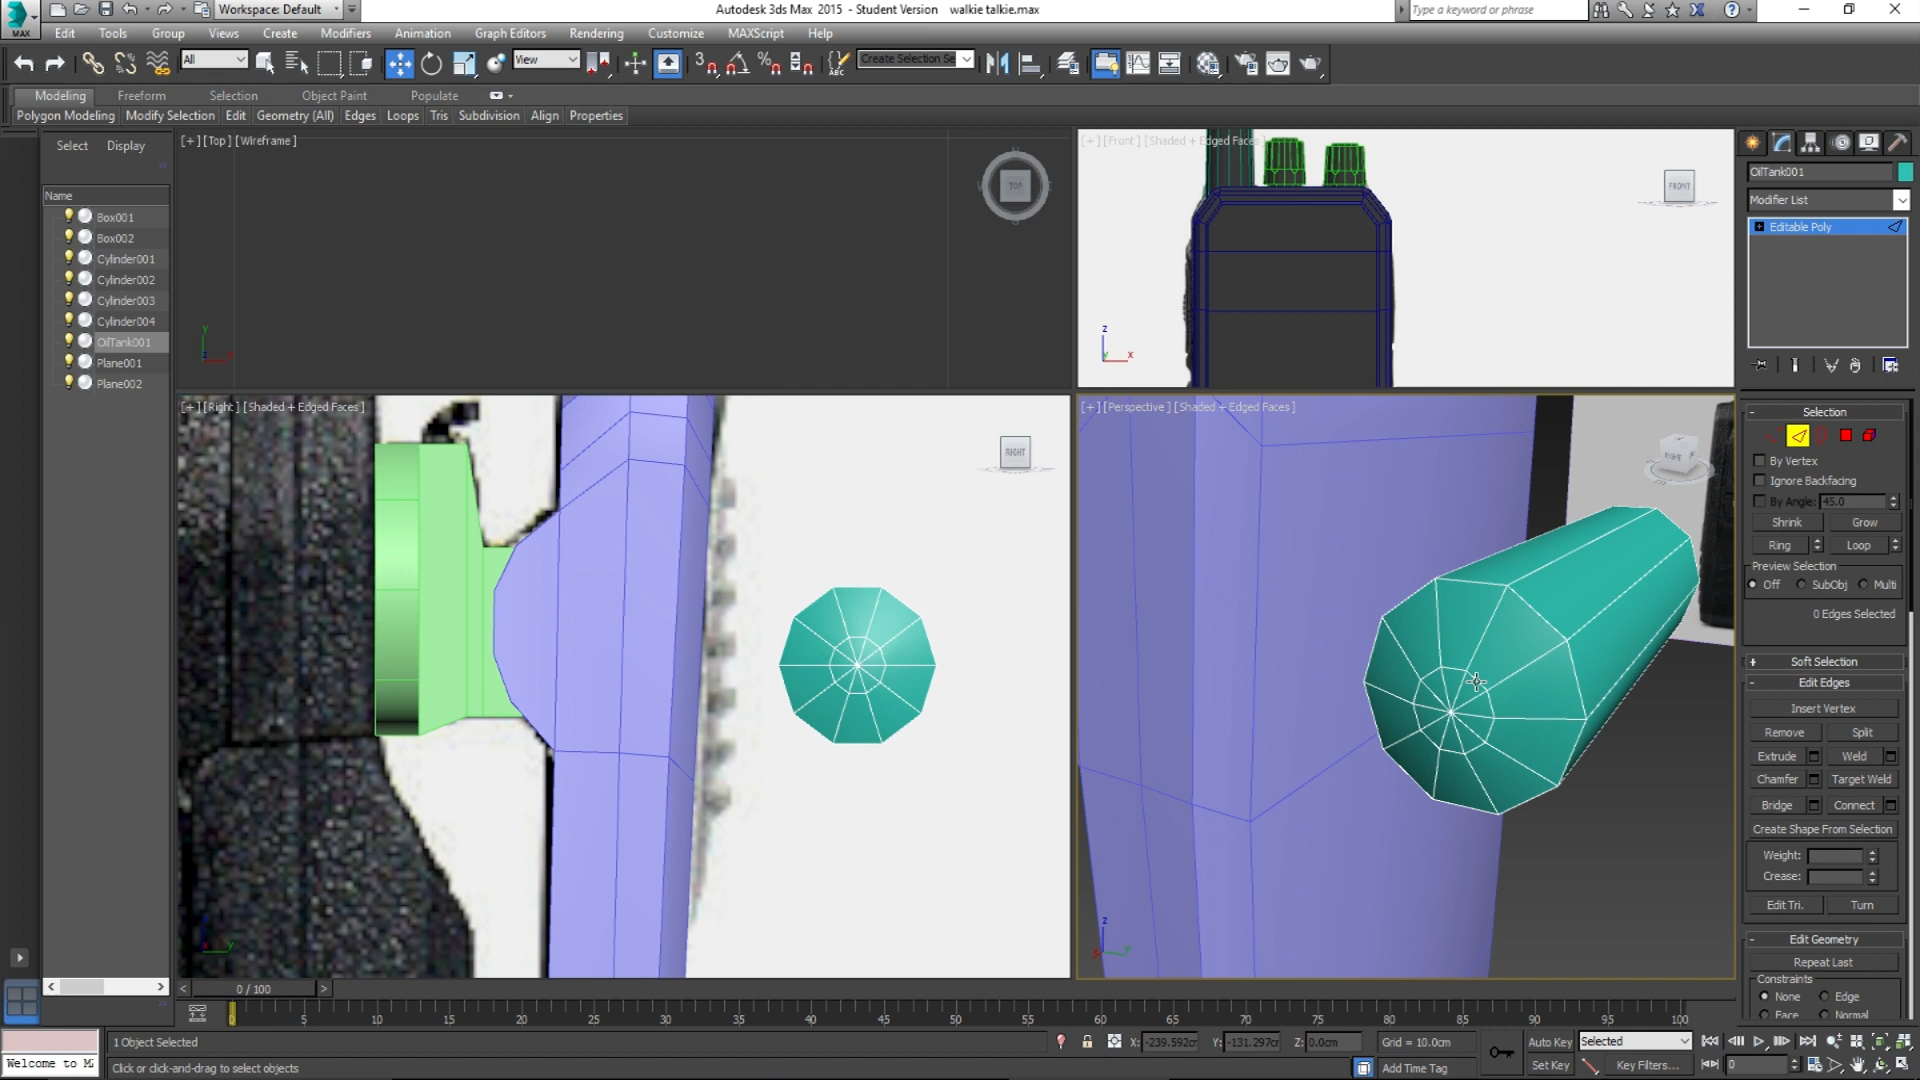 Workspace: Default
Autodesk 3ds Max 2015 - Student Version walkie talkie.max
Type a keyword or phrase
MAX
Edit Tools Group Views Create Modifiers Animation Graph Editors Rendering Customize MAXScript Help
All View Create Selection Se
Modeling Freeform Selection Object Paint Populate
Polygon Modeling Modify Selection Edit Geometry (All) Edges Loops Tris Subdivision Align Properties
Select Display
Name
Box001
Box002
Cylinder001
Cylinder002
Cylinder003
Cylinder004
OilTank001
Plane001
Plane002
[+] [Top] [Wireframe]
TOP
[+] [Front] [Shaded + Edged Faces]
FRONT
[+] [Right] [Shaded + Edged Faces]
RIGHT
[+] [Perspective] [Shaded + Edged Faces]
RIGHT
OilTank001
Modifier List
Editable Poly
Selection
By Vertex
Ignore Backfacing
By Angle: 45.0
Shrink Grow
Ring Loop
Preview Selection
Off SubObj Multi
0 Edges Selected
Soft Selection
Edit Edges
Insert Vertex
Remove Split
Extrude Weld
Chamfer Target Weld
Bridge Connect
Create Shape From Selection
Weight:
Crease:
Edit Tri. Turn
Edit Geometry
Repeat Last
Constraints
None Edge
Face Normal
0 / 100
0 5 10 15 20 25 30 35 40 45 50 55 60 65 70 75 80 85 90 95 100
1 Object Selected
X: -239.592cm Y: -131.297cm Z: 0.0cm Grid = 10.0cm
Auto Key Selected
Welcome to M
Click or click-and-drag to select objects
Add Time Tag
Set Key Key Filters... 0